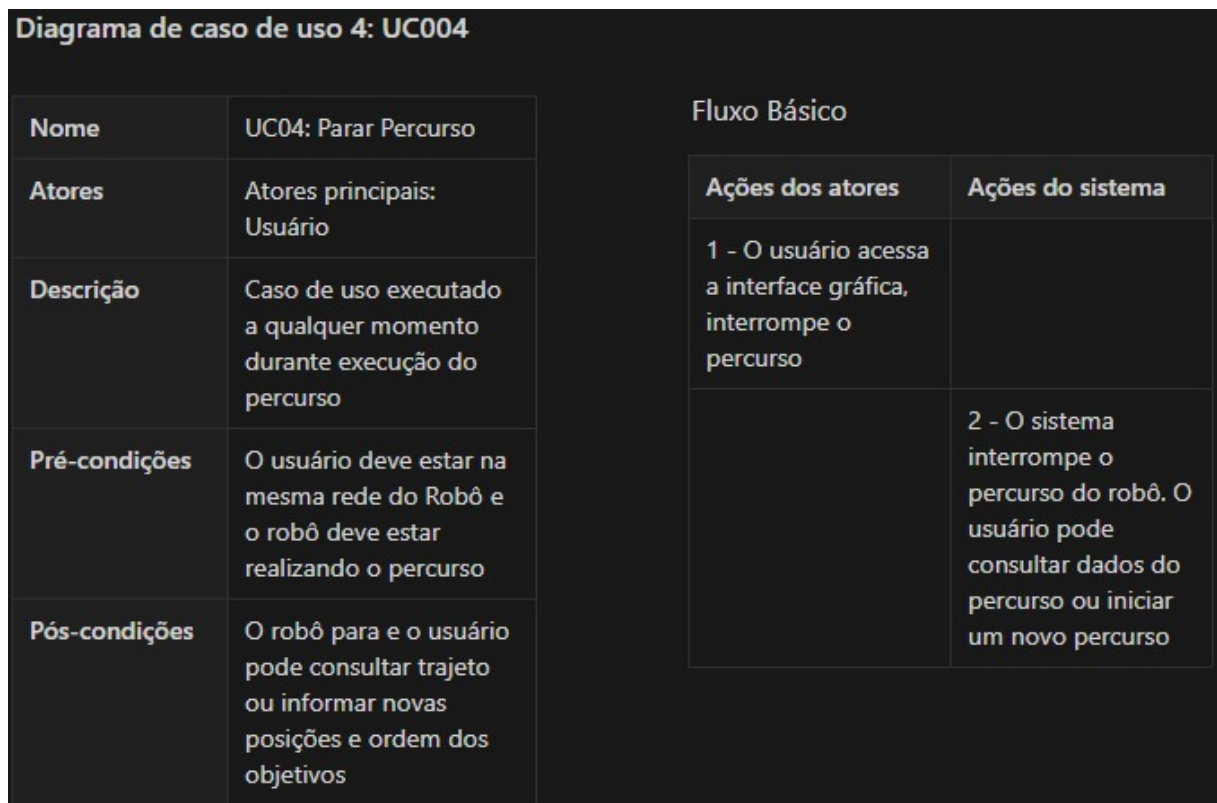 Diagrama de caso de uso 4: UC004
Nome
UC04: Parar Percurso
Atores
Atores principais:
Usuário
Descrição
Caso de uso executado
a qualquer momento
durante execução do
percurso
Pré-condições
O usuário deve estar na
mesma rede do Robô e
o robô deve estar
realizando o percurso
Pós-condições
O robô para e o usuário
pode consultar trajeto
ou informar novas
posições e ordem dos
objetivos
Fluxo Básico
Ações dos atores
Ações do sistema
1 - O usuário acessa
a interface gráfica,
interrompe o
percurso
2 - O sistema
interrompe o
percurso do robô. O
usuário pode
consultar dados do
percurso ou iniciar
um novo percurso